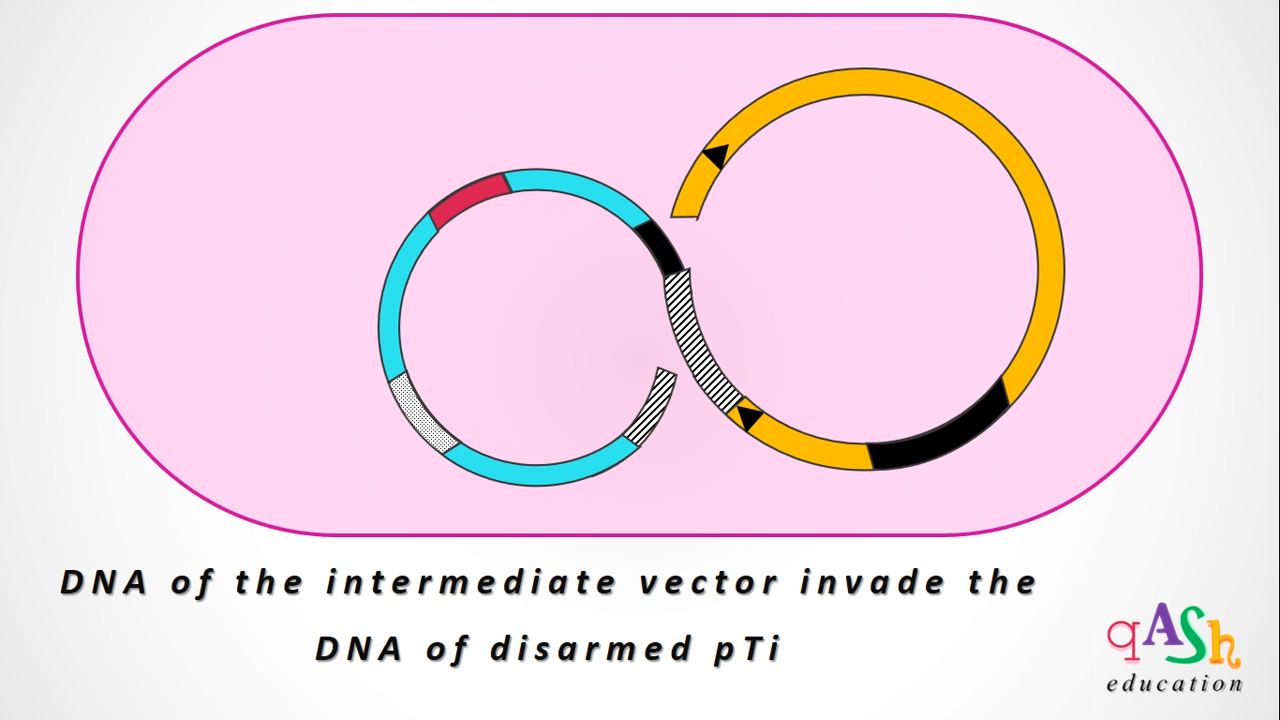 DNA of the intermediate vector invade the
DNA of disarmed pTi
qASh
education